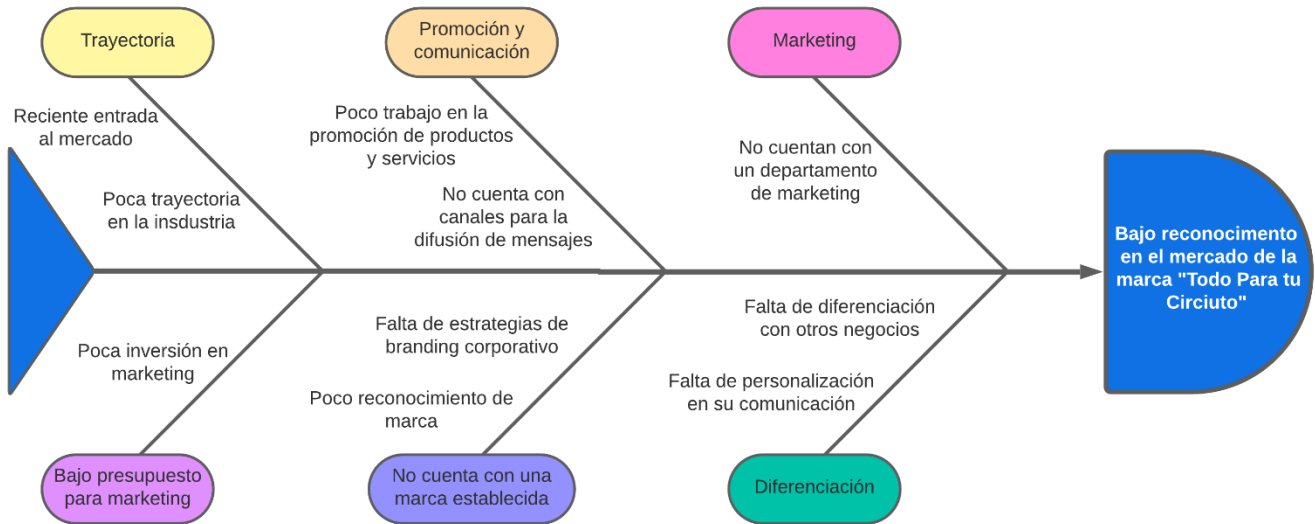 Trayectoria
Promoción y
comunicación
Marketing
Reciente entrada
al mercado
Poca trayectoria
en la insdustria
Poco trabajo en la
promoción de productos
y servicios
No cuenta con
canales para la
difusión de mensajes
No cuentan con
un departamento
de marketing
Bajo reconocimento
en el mercado de la
marca "Todo Para tu
Circiuto"
Poca inversión en
marketing
Falta de estrategias de
branding corporativo
Poco reconocimiento de
marca
Falta de diferenciación
con otros negocios
Falta de personalización
en su comunicación
Bajo presupuesto
para marketing
No cuenta con una
marca establecida
Diferenciación